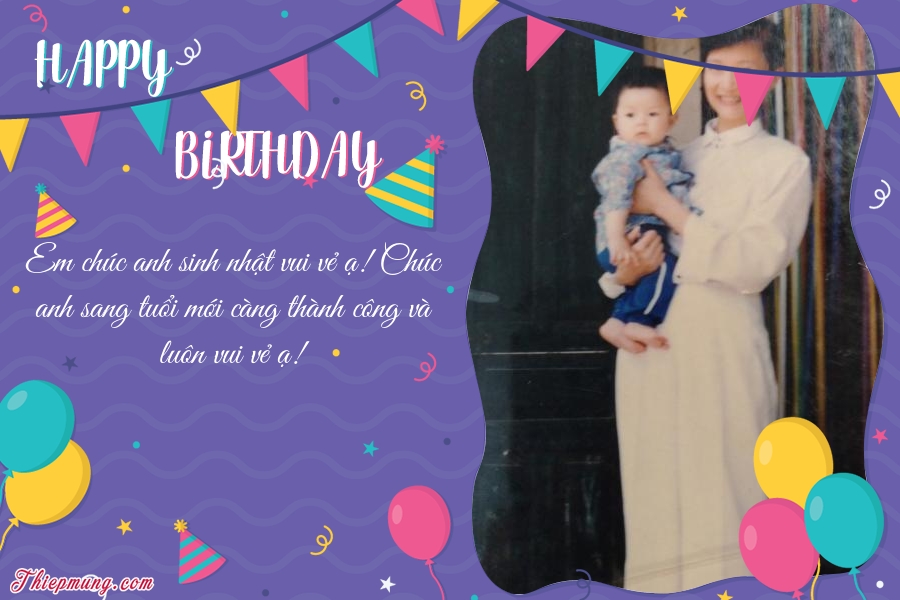 HAPPY
BiRTHDAY
Em chúc anh sinh nhật vui vẻ ạ! Chúc
anh sang tuổi mới càng thành công và
luôn vui vẻ ạ!
Thiepmung.com